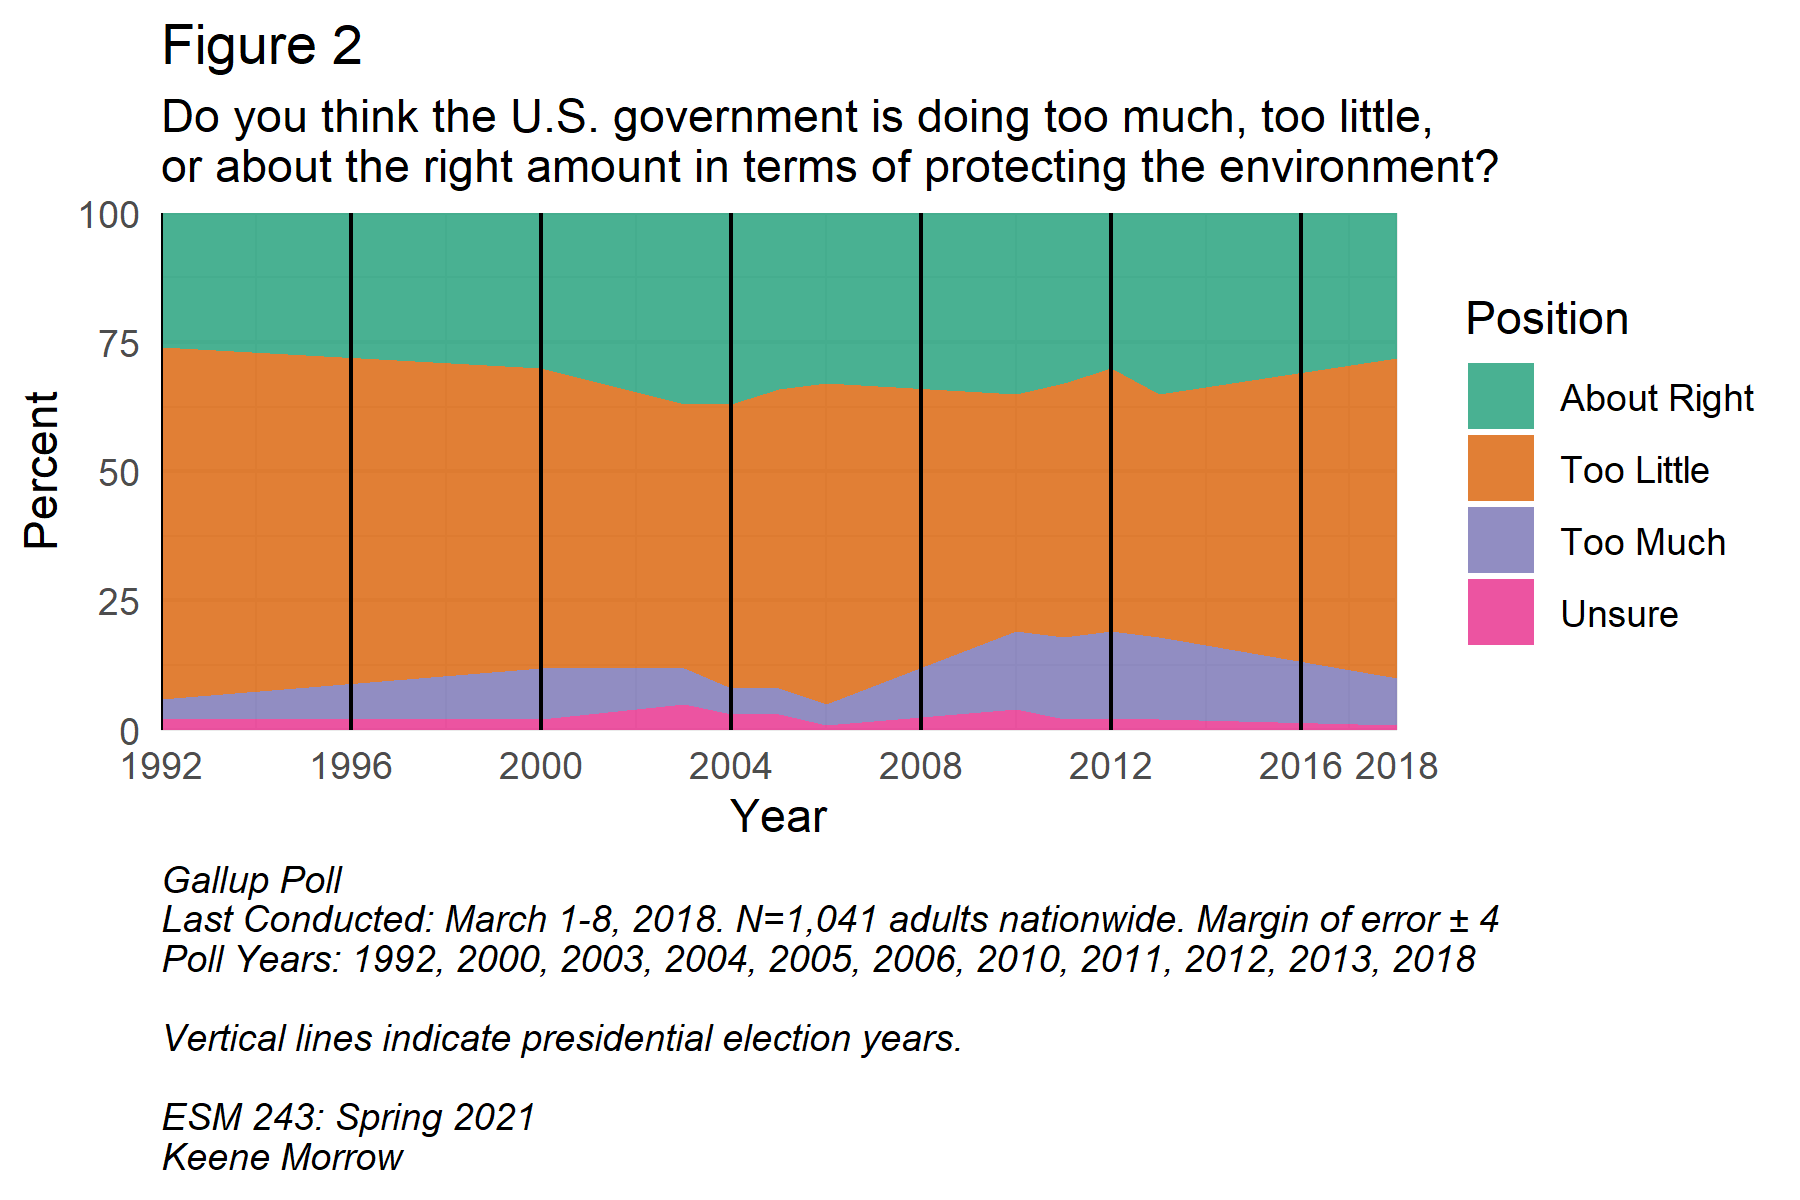 Figure 2
Do you think the U.S. government is doing too much, too little,
or about the right amount in terms of protecting the environment?
100
75
50
25
0
Percent
1992 1996 2000 2004 2008 2012 2016 2018
Year
Position
About Right
Too Little
Too Much
Unsure
Gallup Poll
Last Conducted: March 1-8, 2018. N=1,041 adults nationwide. Margin of error ± 4
Poll Years: 1992, 2000, 2003, 2004, 2005, 2006, 2010, 2011, 2012, 2013, 2018
Vertical lines indicate presidential election years.
ESM 243: Spring 2021
Keene Morrow